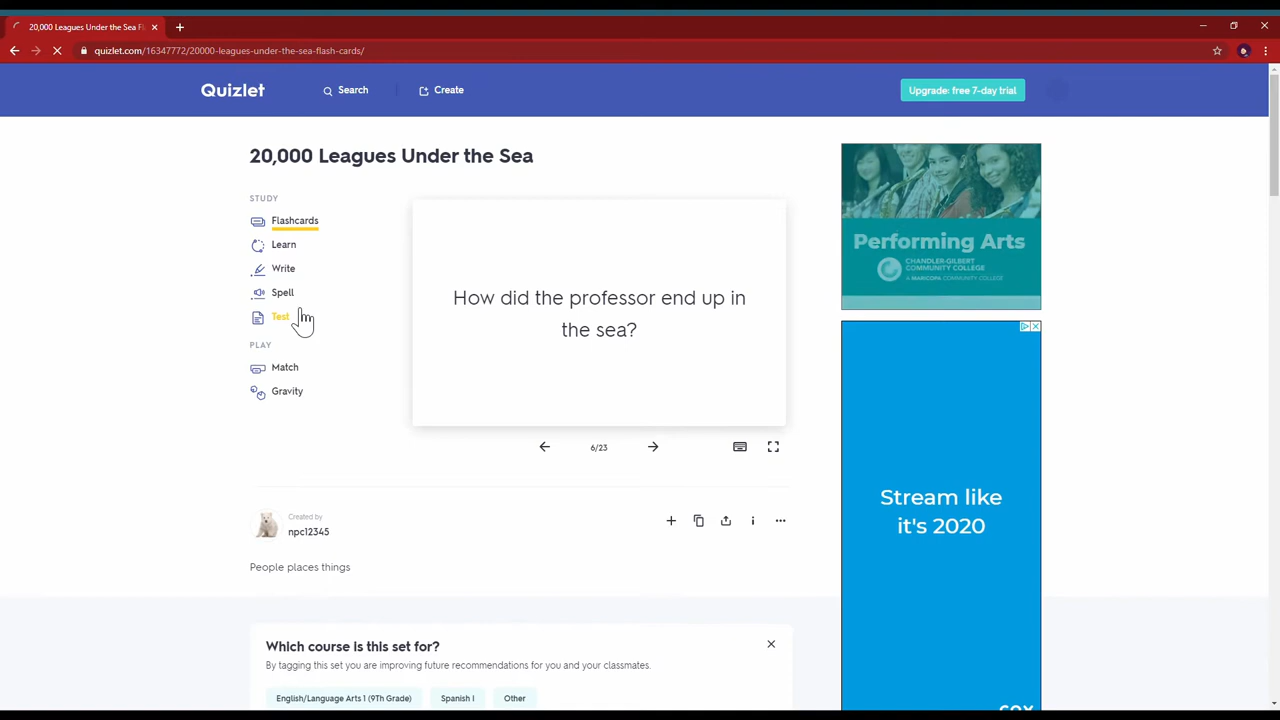 20,000 Leagues Under the Sea Fl
quizlet.com/16347772/20000-leagues-under-the-sea-flash-cards/
Quizlet
Search
Create
Upgrade: free 7-day trial
20,000 Leagues Under the Sea
STUDY
Flashcards
Learn
Write
Spell
Test
PLAY
Match
Gravity
How did the professor end up in
the sea?
6/23
Performing Arts
CHANDLER-GILBERT
COMMUNITY COLLEGE
A MARICOPA COMMUNITY COLLEGE
Stream like
it's 2020
Created by
npc12345
People places things
Which course is this set for?
By tagging this set you are improving future recommendations for you and your classmates.
English/Language Arts 1 (9Th Grade)
Spanish I
Other